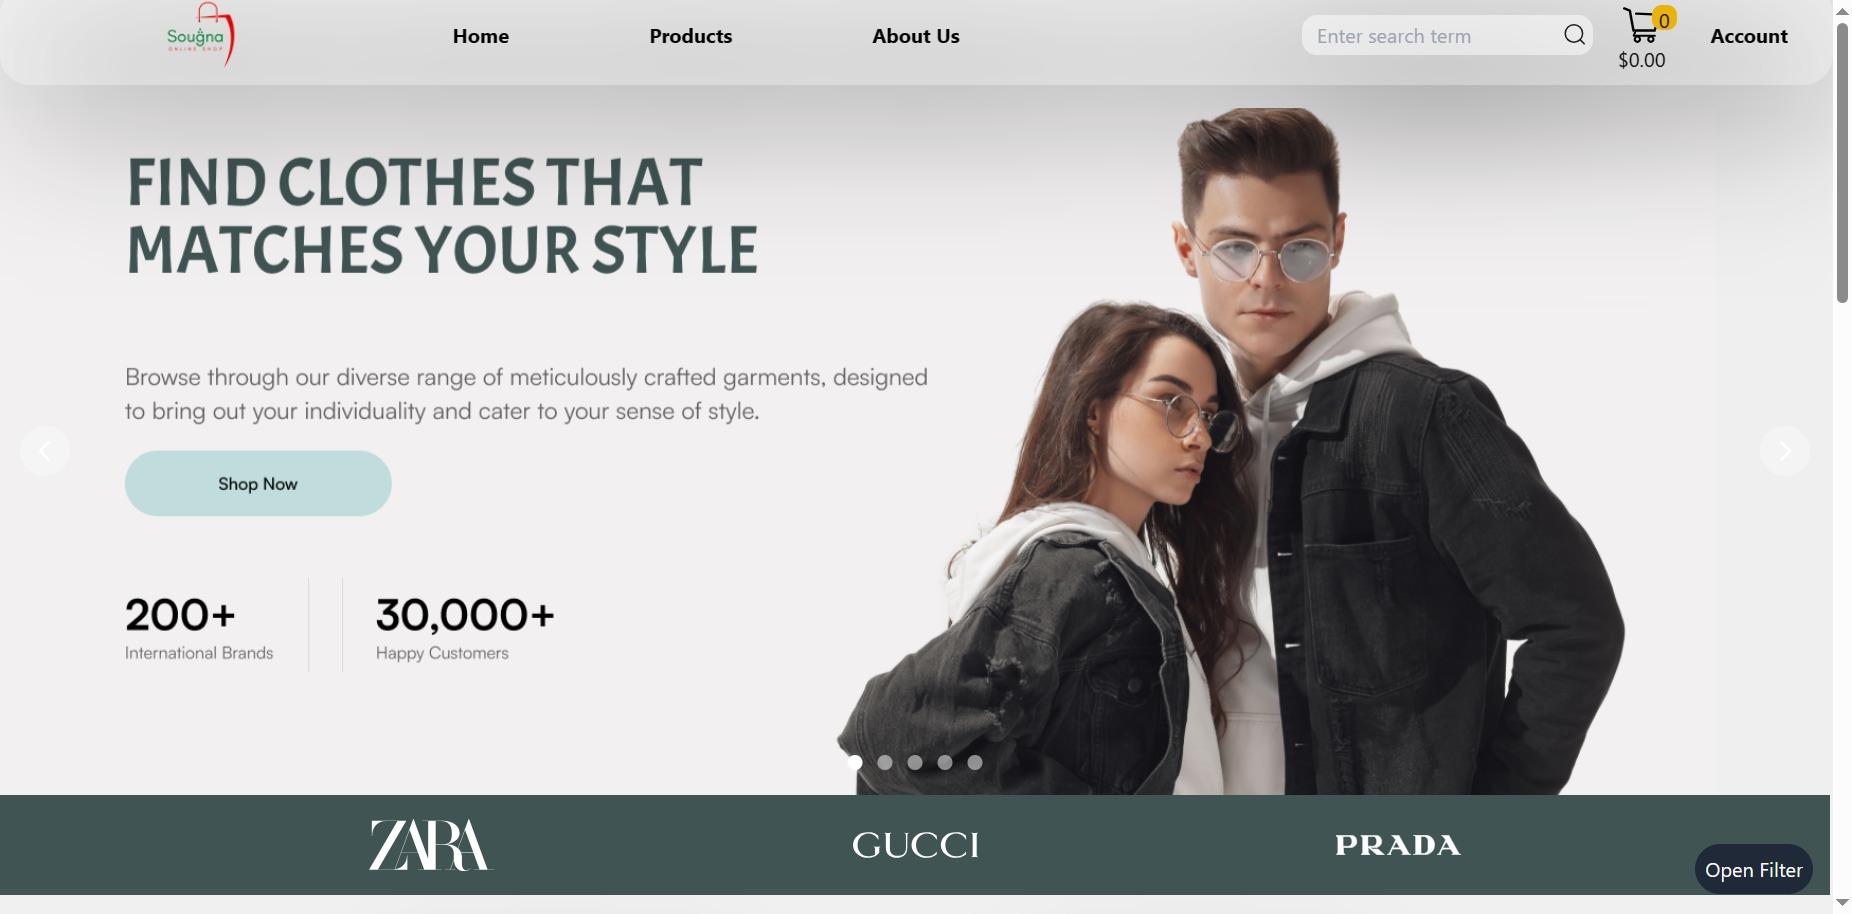 Souǧna
ONLINE SHOP
Home
Products
About Us
Enter search term
0
$0.00
Account
FIND CLOTHES THAT
MATCHES YOUR STYLE
Browse through our diverse range of meticulously crafted garments, designed
to bring out your individuality and cater to your sense of style.
Shop Now
200+
International Brands
30,000+
Happy Customers
ZARA
GUCCI
PRADA
Open Filter